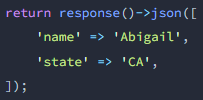 return response()->json([
    'name' => 'Abigail',
    'state' => 'CA',
]);